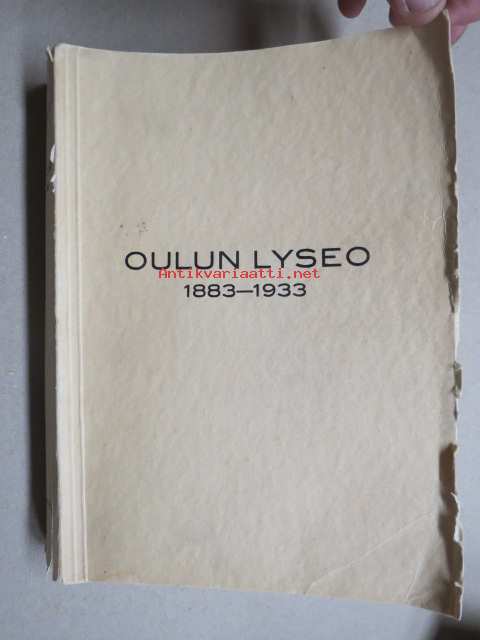 OULUN LYSEO
Antikvariaatti.net
1883—1933